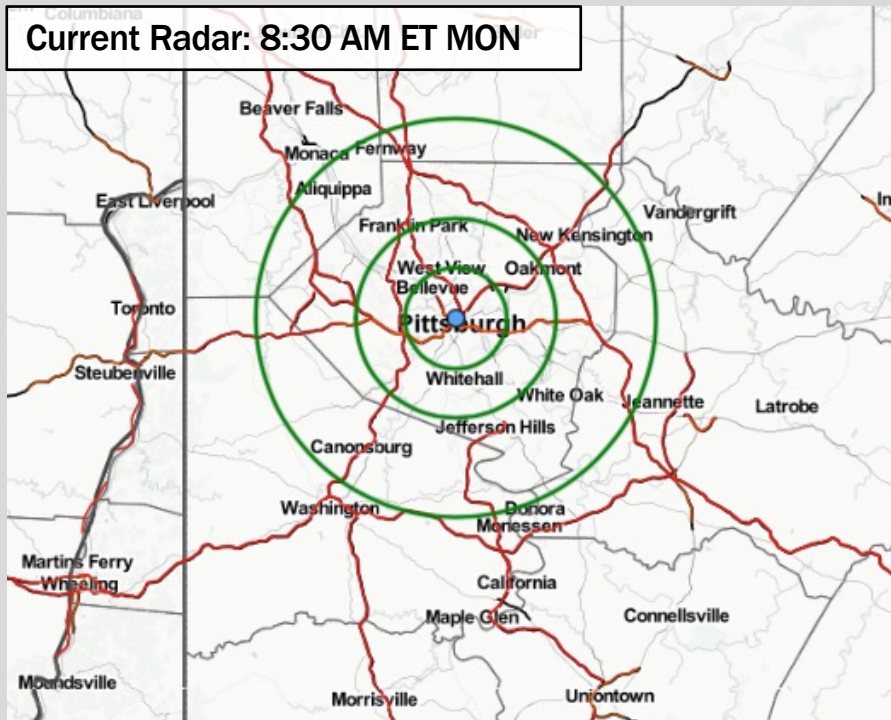 Columbiana
Current Radar: 8:30 AM ET MON
Beaver Falls
Monaca
Fernway
Aliquippa
East Liverpool
Vandergrift
In
Franklin Park
New Kensington
West View
Oakmont
Bellevue
Toronto
Pittsburgh
Steubenville
Whitehall
White Oak
Jeannette
Latrobe
Jefferson Hills
Canonsburg
Washington
Donora
Monessen
Martins Ferry
Wheeling
California
Maple Glen
Connellsville
Moundsville
Morrisville
Uniontown